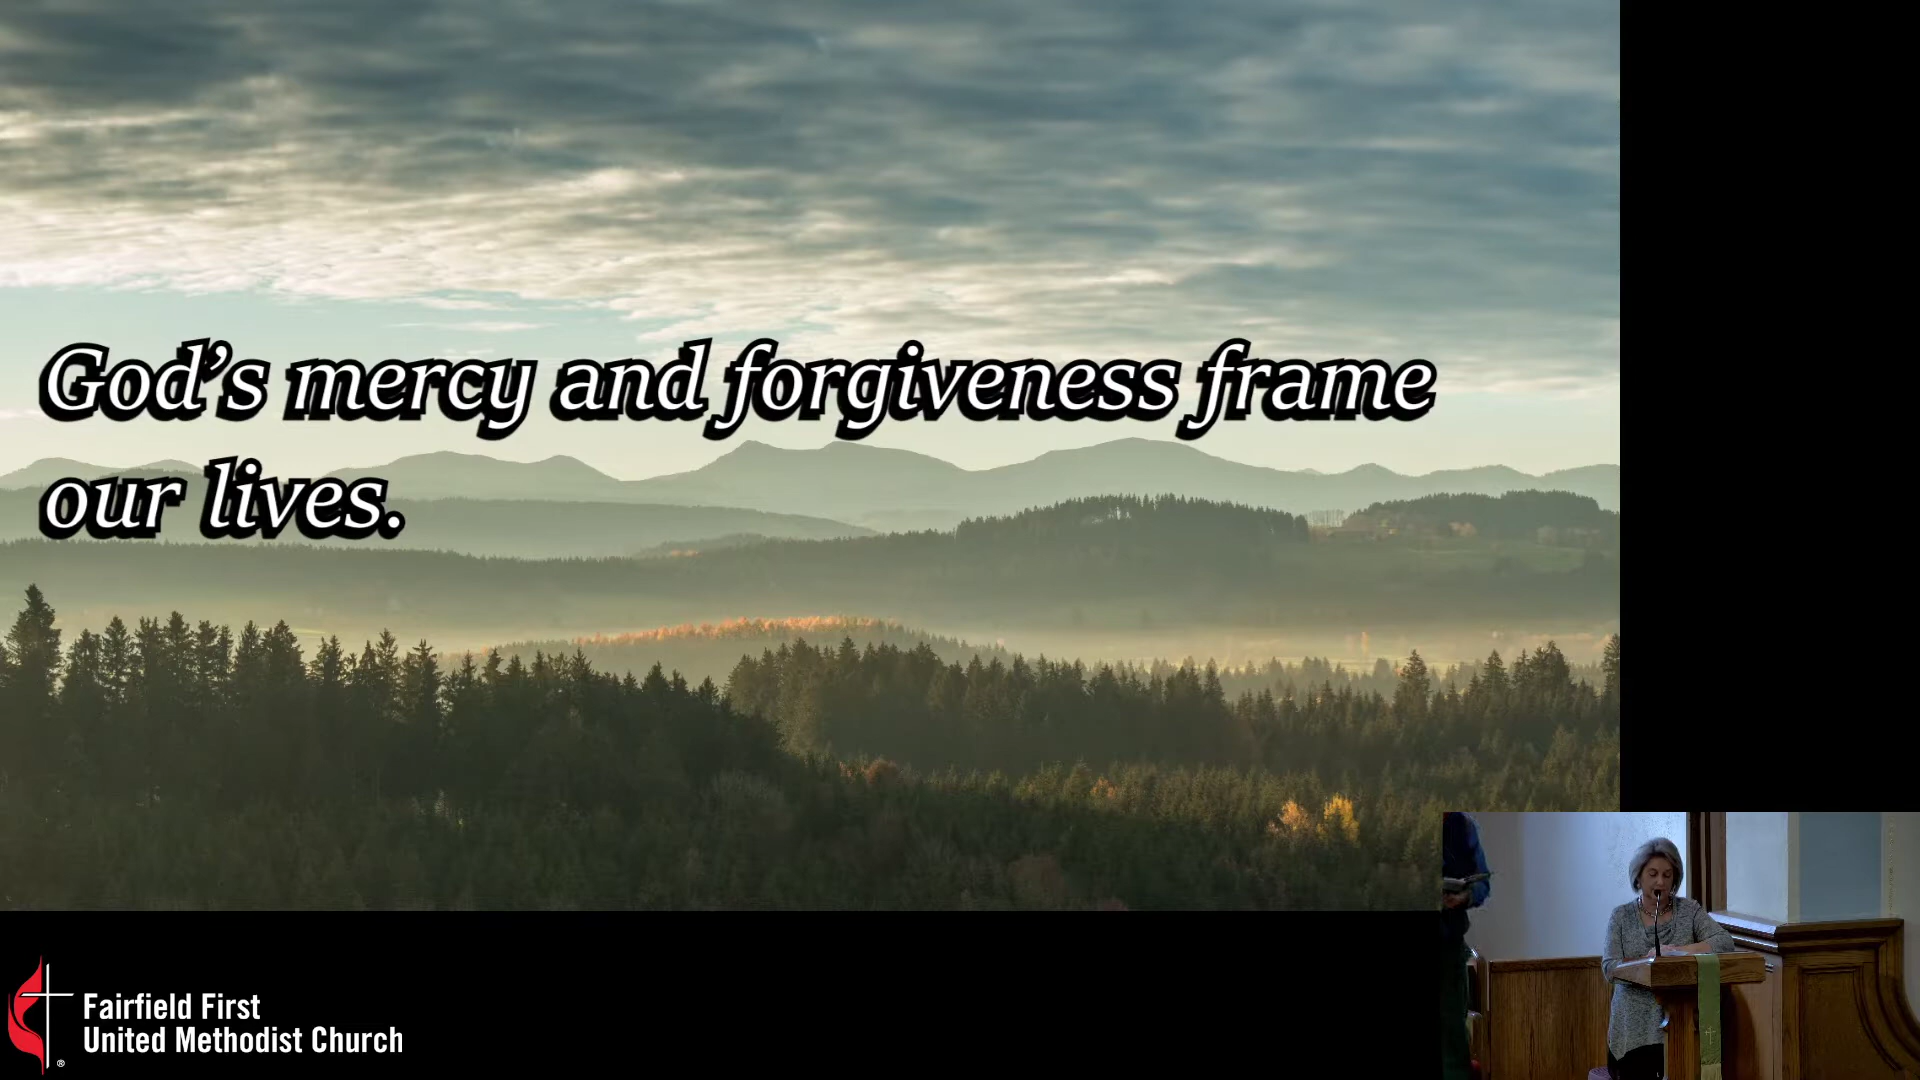 God’s mercy and forgiveness frame
our lives.
Fairfield First
United Methodist Church
®